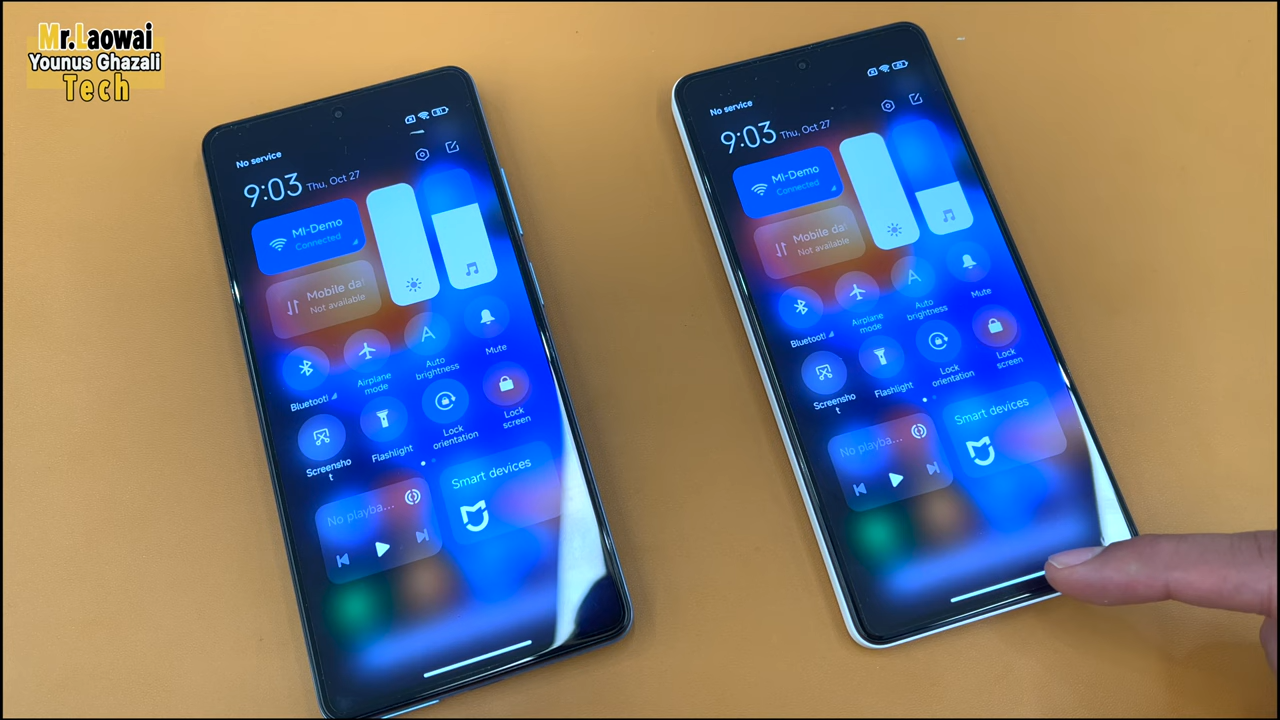 Mr.Laowai
Younus Ghazali
Tech
No service
9:03 Thu, Oct 27
MI-Demo
Connected
Mobile da
Not available
Bluetooth
Airplane
mode
A
Auto
brightness
Mute
Screensho
t
Flashlight
Lock
orientation
Lock
screen
No playba...
Smart devices
No service
9:03 Thu, Oct 27
MI-Demo
Connected
Mobile da
Not available
Bluetooth
Airplane
mode
A
Auto
brightness
Mute
Screensho
t
Flashlight
Lock
orientation
Lock
screen
No playba...
Smart devices